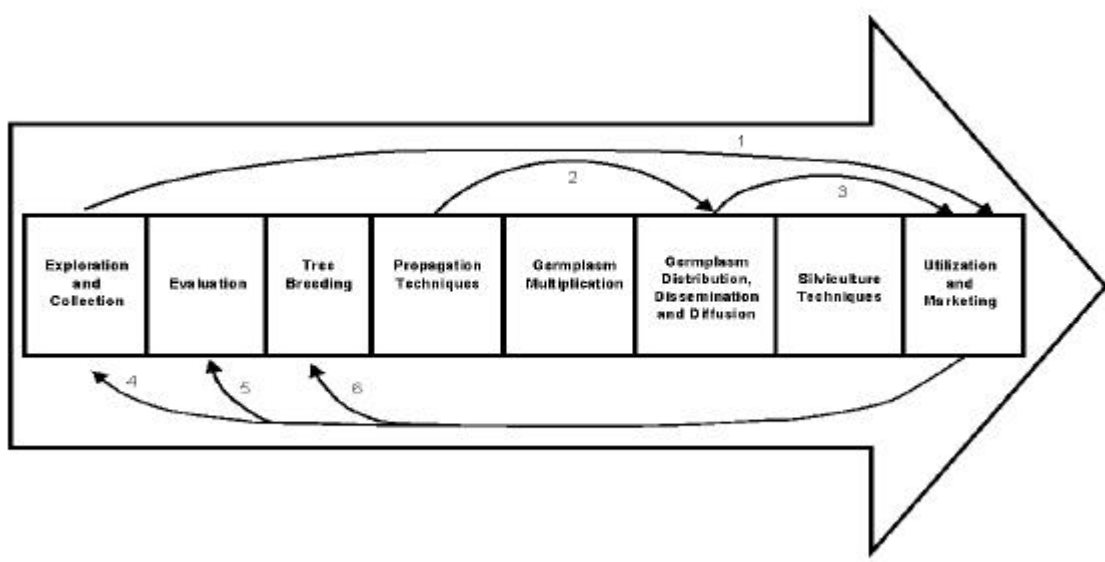 1
2
3
Exploration
and
Collection
Evaluation
Tree
Breeding
Propagation
Techniques
Germplasm
Multiplication
Germplasm
Distribution,
Dissemination
and Diffusion
Silviculture
Techniques
Utilization
and
Marketing
4
5
6